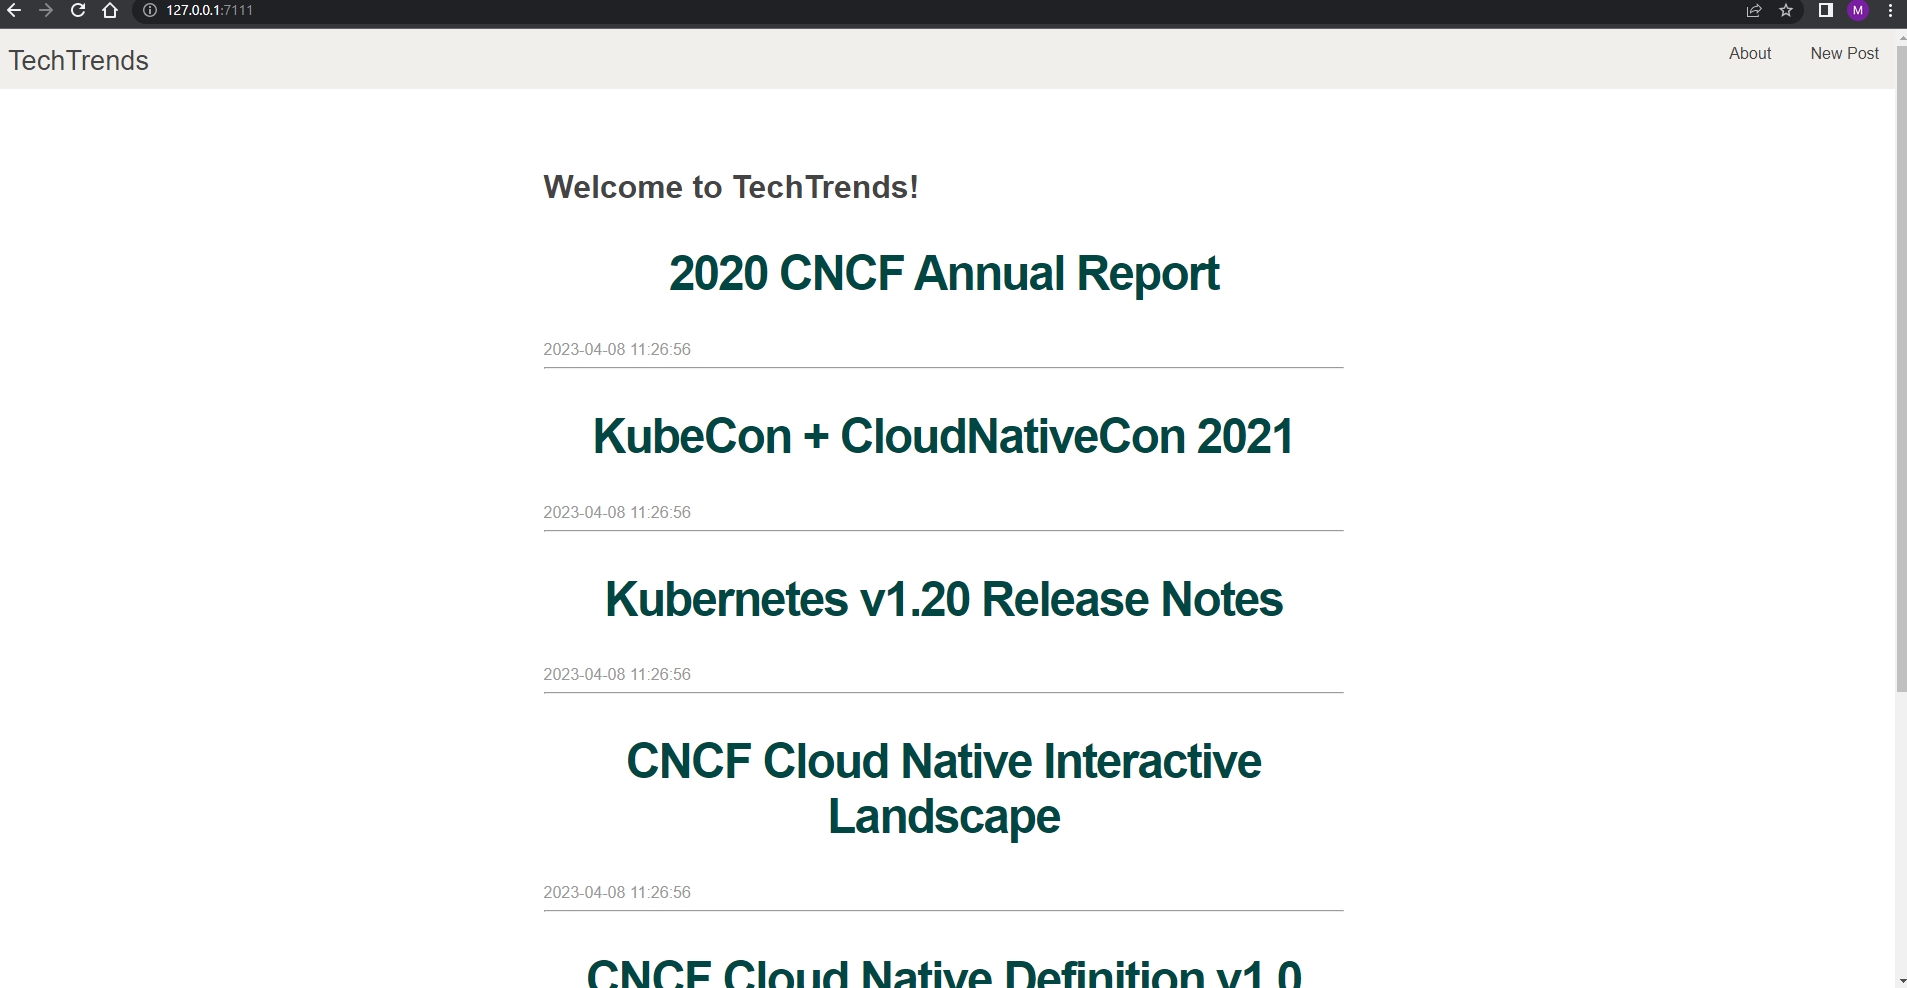 127.0.0.1:7111
M
TechTrends
About
New Post
Welcome to TechTrends!
2020 CNCF Annual Report
2023-04-08 11:26:56
KubeCon + CloudNativeCon 2021
2023-04-08 11:26:56
Kubernetes v1.20 Release Notes
2023-04-08 11:26:56
CNCF Cloud Native Interactive
Landscape
2023-04-08 11:26:56
CNCF Cloud Native Definition v1.0